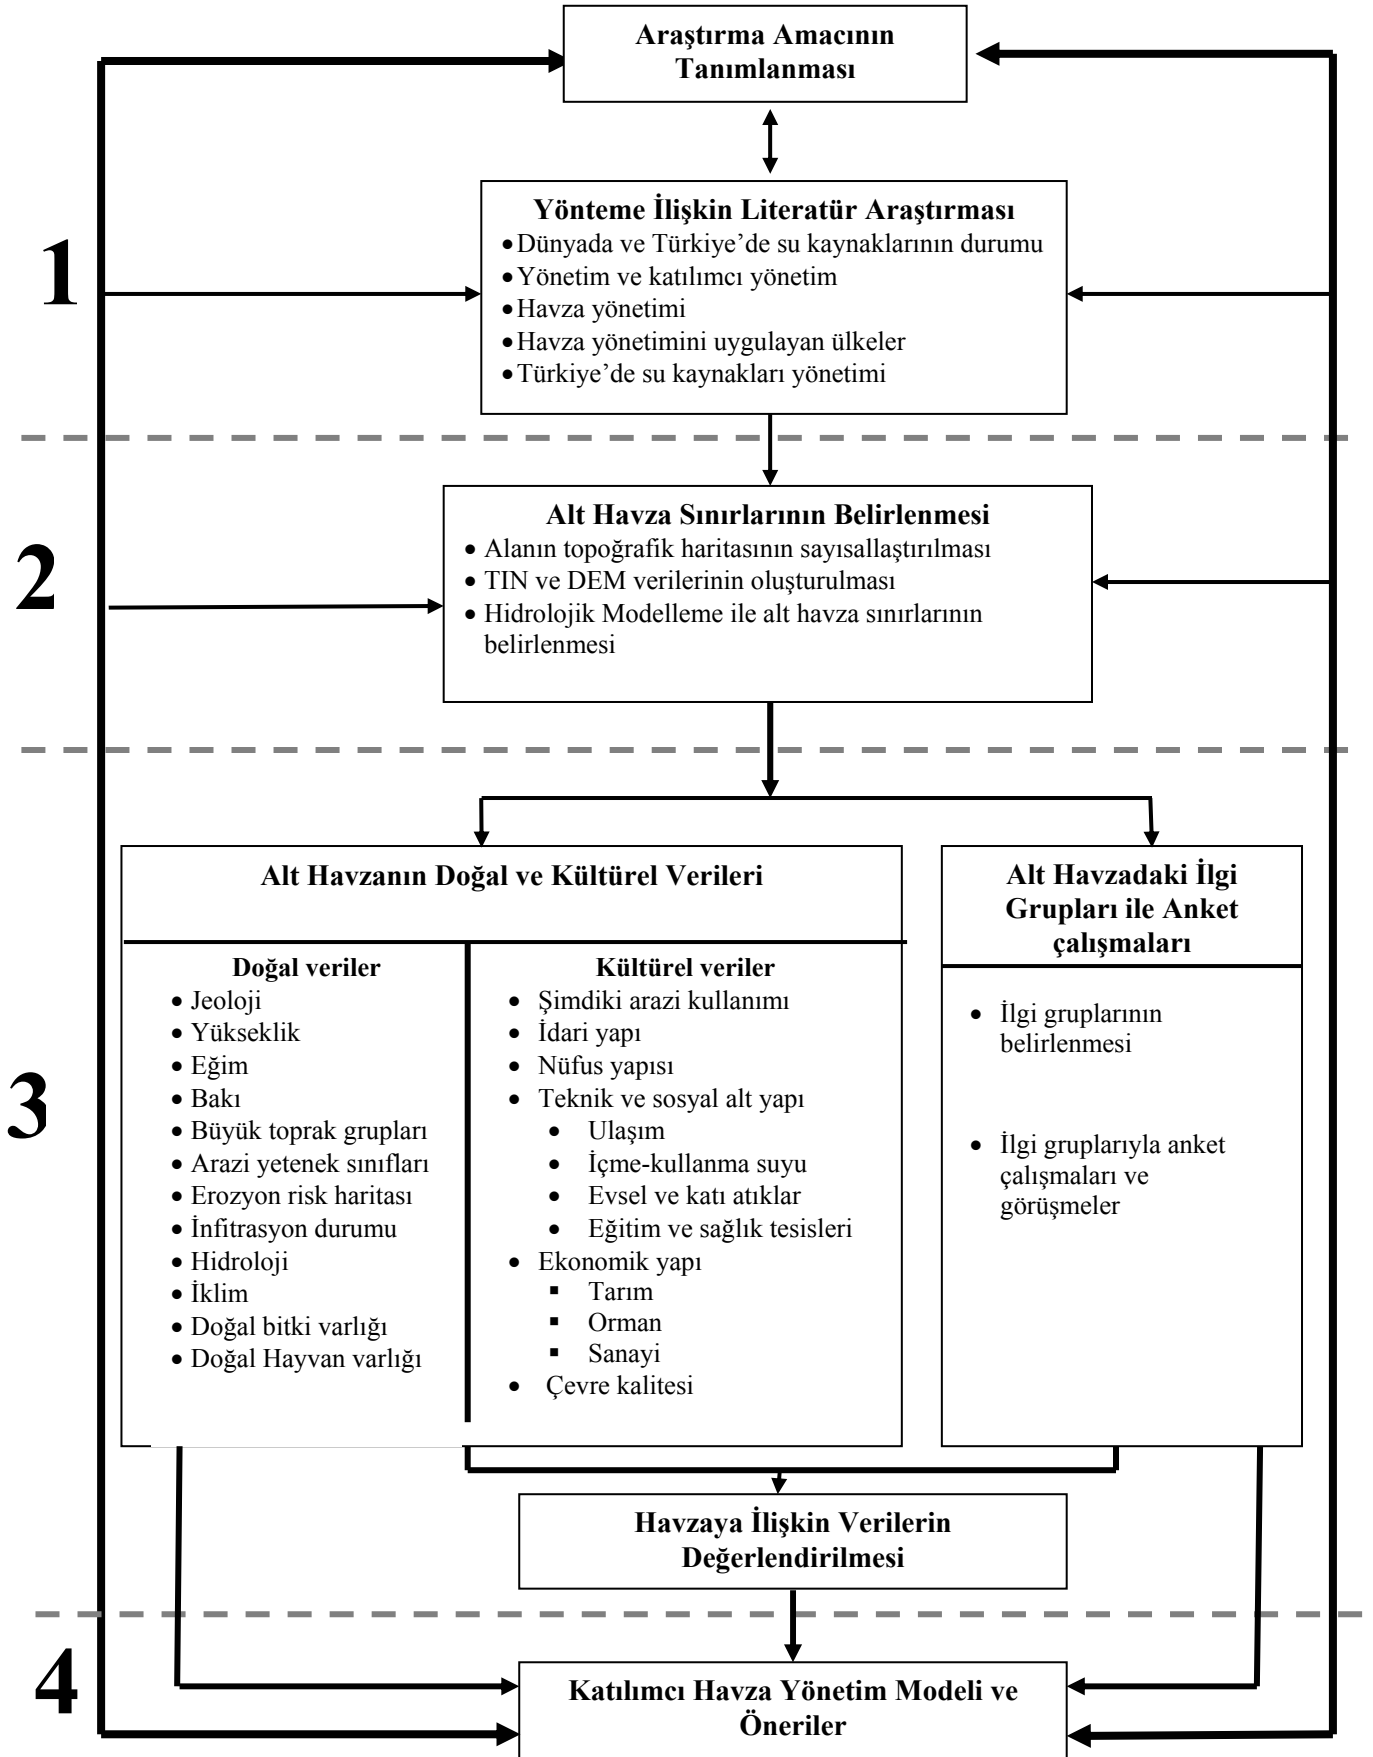 Araştırma Amacının
Tanımlanması
1
Yönteme İlişkin Literatür Araştırması
• Dünyada ve Türkiye’de su kaynaklarının durumu
• Yönetim ve katılımcı yönetim
• Havza yönetimi
• Havza yönetimini uygulayan ülkeler
• Türkiye’de su kaynakları yönetimi
2
Alt Havza Sınırlarının Belirlenmesi
• Alanın topoğrafik haritasının sayısallaştırılması
• TIN ve DEM verilerinin oluşturulması
• Hidrolojik Modelleme ile alt havza sınırlarının
belirlenmesi
3
Alt Havzanın Doğal ve Kültürel Verileri
Doğal veriler
• Jeoloji
• Yükseklik
• Eğim
• Bakı
• Büyük toprak grupları
• Arazi yetenek sınıfları
• Erozyon risk haritası
• İnfitrasyon durumu
• Hidroloji
• İklim
• Doğal bitki varlığı
• Doğal Hayvan varlığı
Kültürel veriler
• Şimdiki arazi kullanımı
• İdari yapı
• Nüfus yapısı
• Teknik ve sosyal alt yapı
• Ulaşım
• İçme-kullanma suyu
• Evsel ve katı atıklar
• Eğitim ve sağlık tesisleri
• Ekonomik yapı
▪ Tarım
▪ Orman
▪ Sanayi
• Çevre kalitesi
Alt Havzadaki İlgi
Grupları ile Anket
çalışmaları
• İlgi gruplarının
belirlenmesi
• İlgi gruplarıyla anket
çalışmaları ve
görüşmeler
Havzaya İlişkin Verilerin
Değerlendirilmesi
4
Katılımcı Havza Yönetim Modeli ve
Öneriler